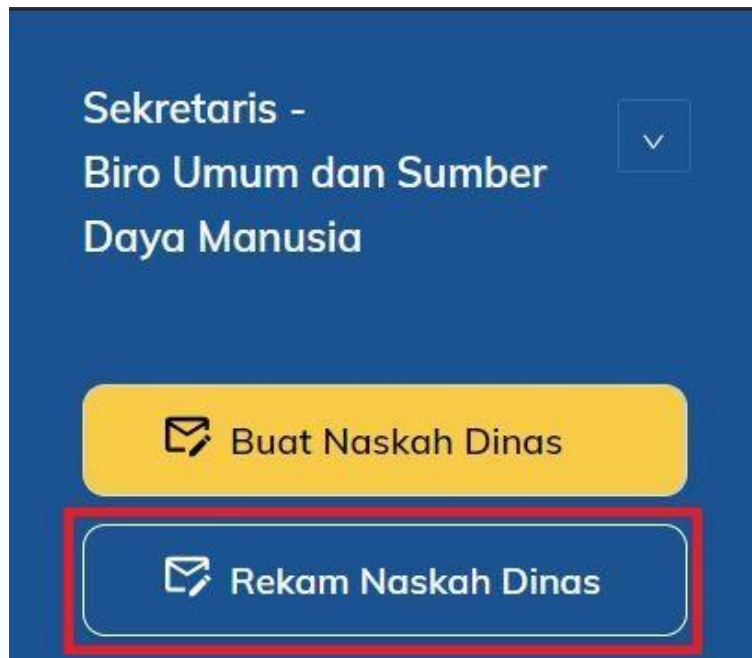 Sekretaris -
Biro Umum dan Sumber
Daya Manusia
Buat Naskah Dinas
Rekam Naskah Dinas